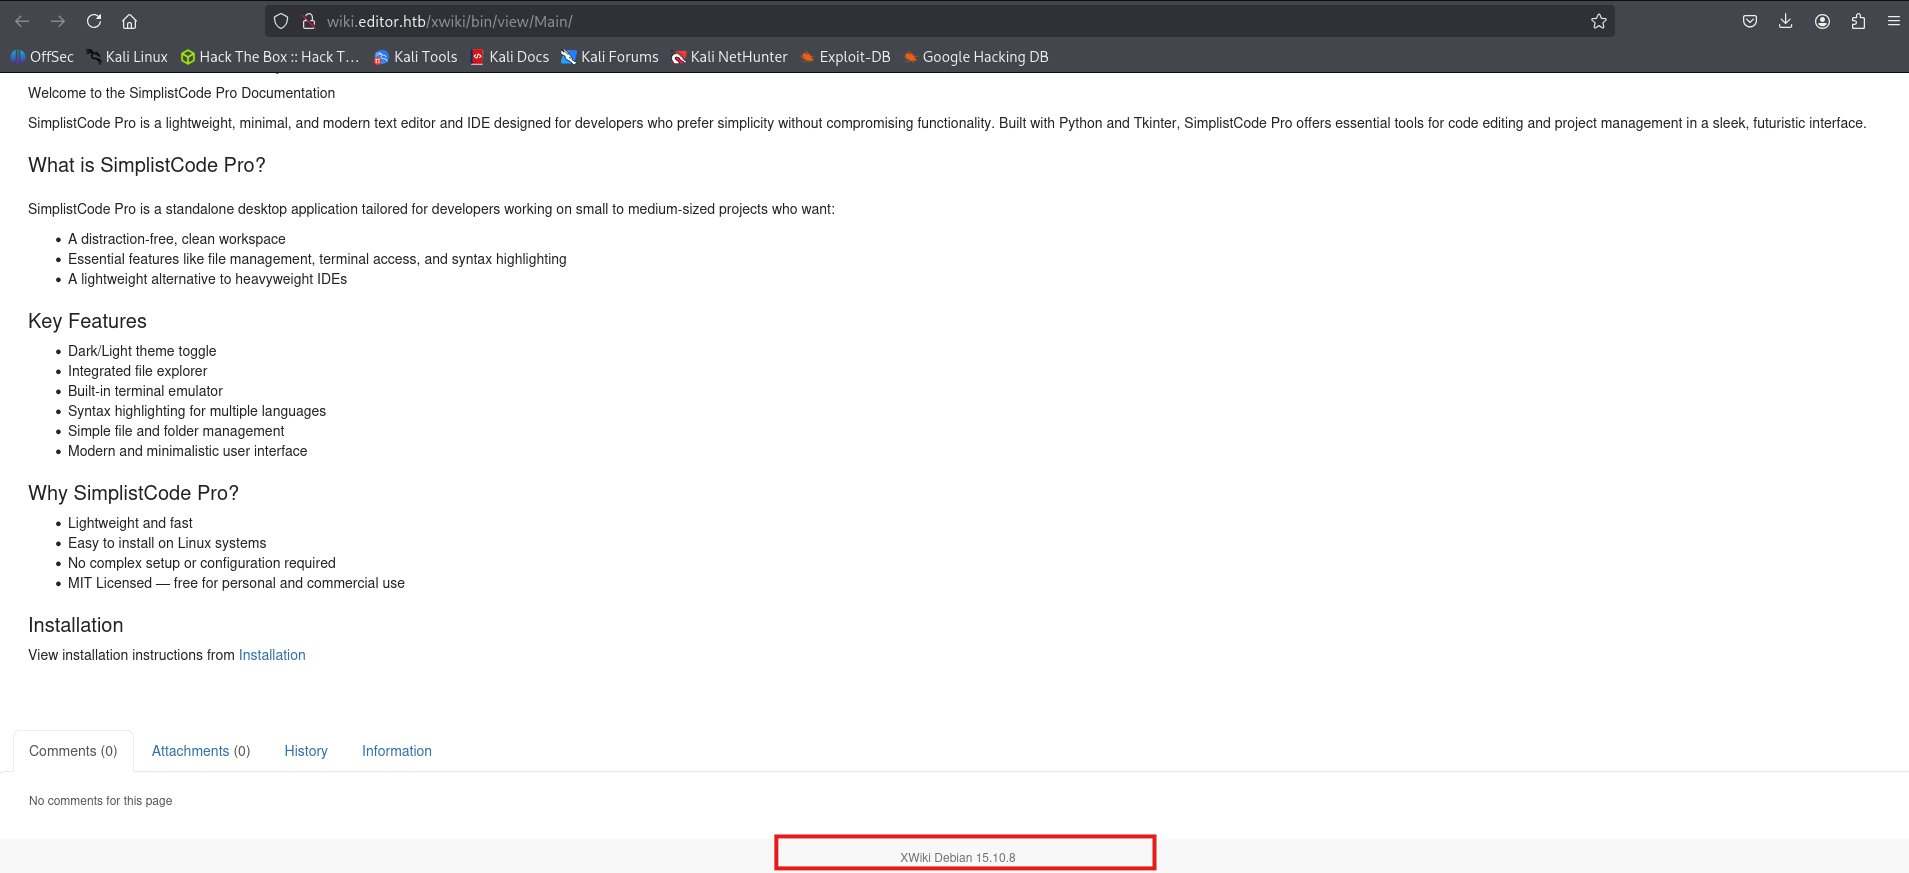 wiki.editor.htb/xwiki/bin/view/Main/
OffSec Kali Linux Hack The Box :: Hack T… Kali Tools Kali Docs Kali Forums Kali NetHunter Exploit-DB Google Hacking DB
Welcome to the SimplistCode Pro Documentation
SimplistCode Pro is a lightweight, minimal, and modern text editor and IDE designed for developers who prefer simplicity without compromising functionality. Built with Python and Tkinter, SimplistCode Pro offers essential tools for code editing and project management in a sleek, futuristic interface.
What is SimplistCode Pro?
SimplistCode Pro is a standalone desktop application tailored for developers working on small to medium-sized projects who want:
• A distraction-free, clean workspace
• Essential features like file management, terminal access, and syntax highlighting
• A lightweight alternative to heavyweight IDEs
Key Features
• Dark/Light theme toggle
• Integrated file explorer
• Built-in terminal emulator
• Syntax highlighting for multiple languages
• Simple file and folder management
• Modern and minimalistic user interface
Why SimplistCode Pro?
• Lightweight and fast
• Easy to install on Linux systems
• No complex setup or configuration required
• MIT Licensed — free for personal and commercial use
Installation
View installation instructions from Installation
Comments (0) Attachments (0) History Information
No comments for this page
XWiki Debian 15.10.8